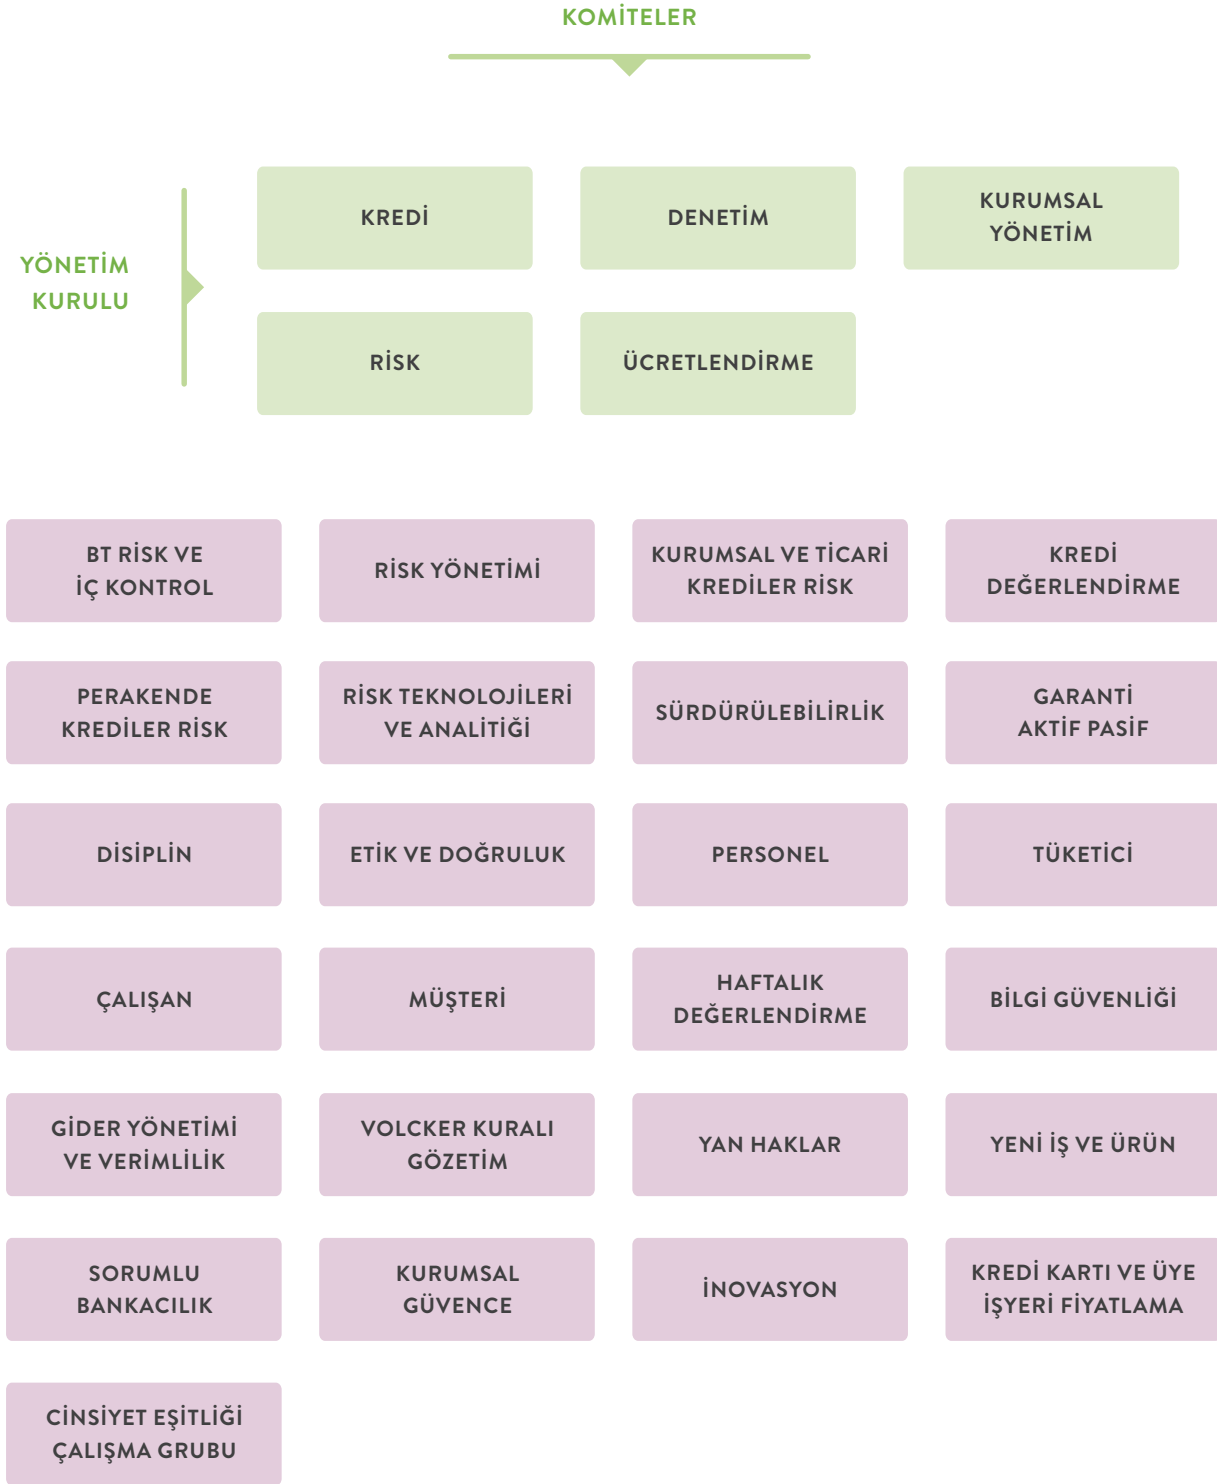 KOMİTELER
YÖNETİM
KURULU
KREDİ
DENETİM
KURUMSAL
YÖNETİM
RİSK
ÜCRETLENDİRME
BT RİSK VE
İÇ KONTROL
RİSK YÖNETİMİ
KURUMSAL VE TİCARİ
KREDİLER RİSK
KREDİ
DEĞERLENDİRME
PERAKENDE
KREDİLER RİSK
RİSK TEKNOLOJİLERİ
VE ANALİTİĞİ
SÜRDÜRÜLEBİLİRLİK
GARANTİ
AKTİF PASİF
DİSİPLİN
ETİK VE DOĞRULUK
PERSONEL
TÜKETİCİ
ÇALIŞAN
MÜŞTERİ
HAFTALIK
DEĞERLENDİRME
BİLGİ GÜVENLİĞİ
GİDER YÖNETİMİ
VE VERİMLİLİK
VOLCKER KURALI
GÖZETİM
YAN HAKLAR
YENİ İŞ VE ÜRÜN
SORUMLU
BANKACILIK
KURUMSAL
GÜVENCE
İNOVASYON
KREDİ KARTI VE ÜYE
İŞYERİ FİYATLAMA
CİNSİYET EŞİTLİĞİ
ÇALIŞMA GRUBU